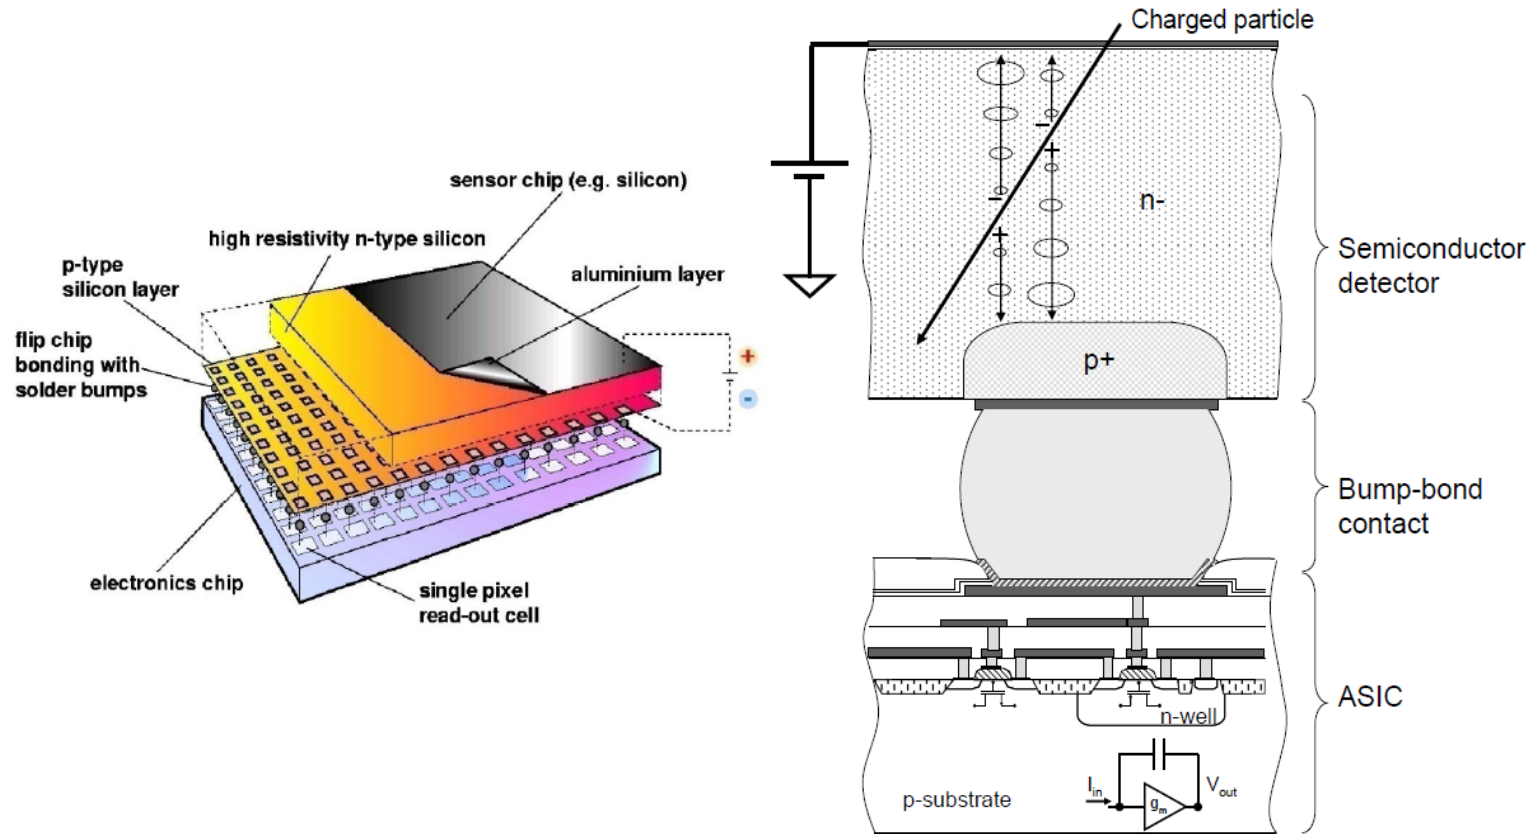 sensor chip (e.g. silicon)
high resistivity n-type silicon
p-type
silicon layer
aluminium layer
flip chip
bonding with
solder bumps
+
-
electronics chip
single pixel
read-out cell
Charged particle
−
+
−
+
n-
p+
Semiconductor
detector
Bump-bond
contact
n-well
ASIC
p-substrate
Iin
gm
Vout